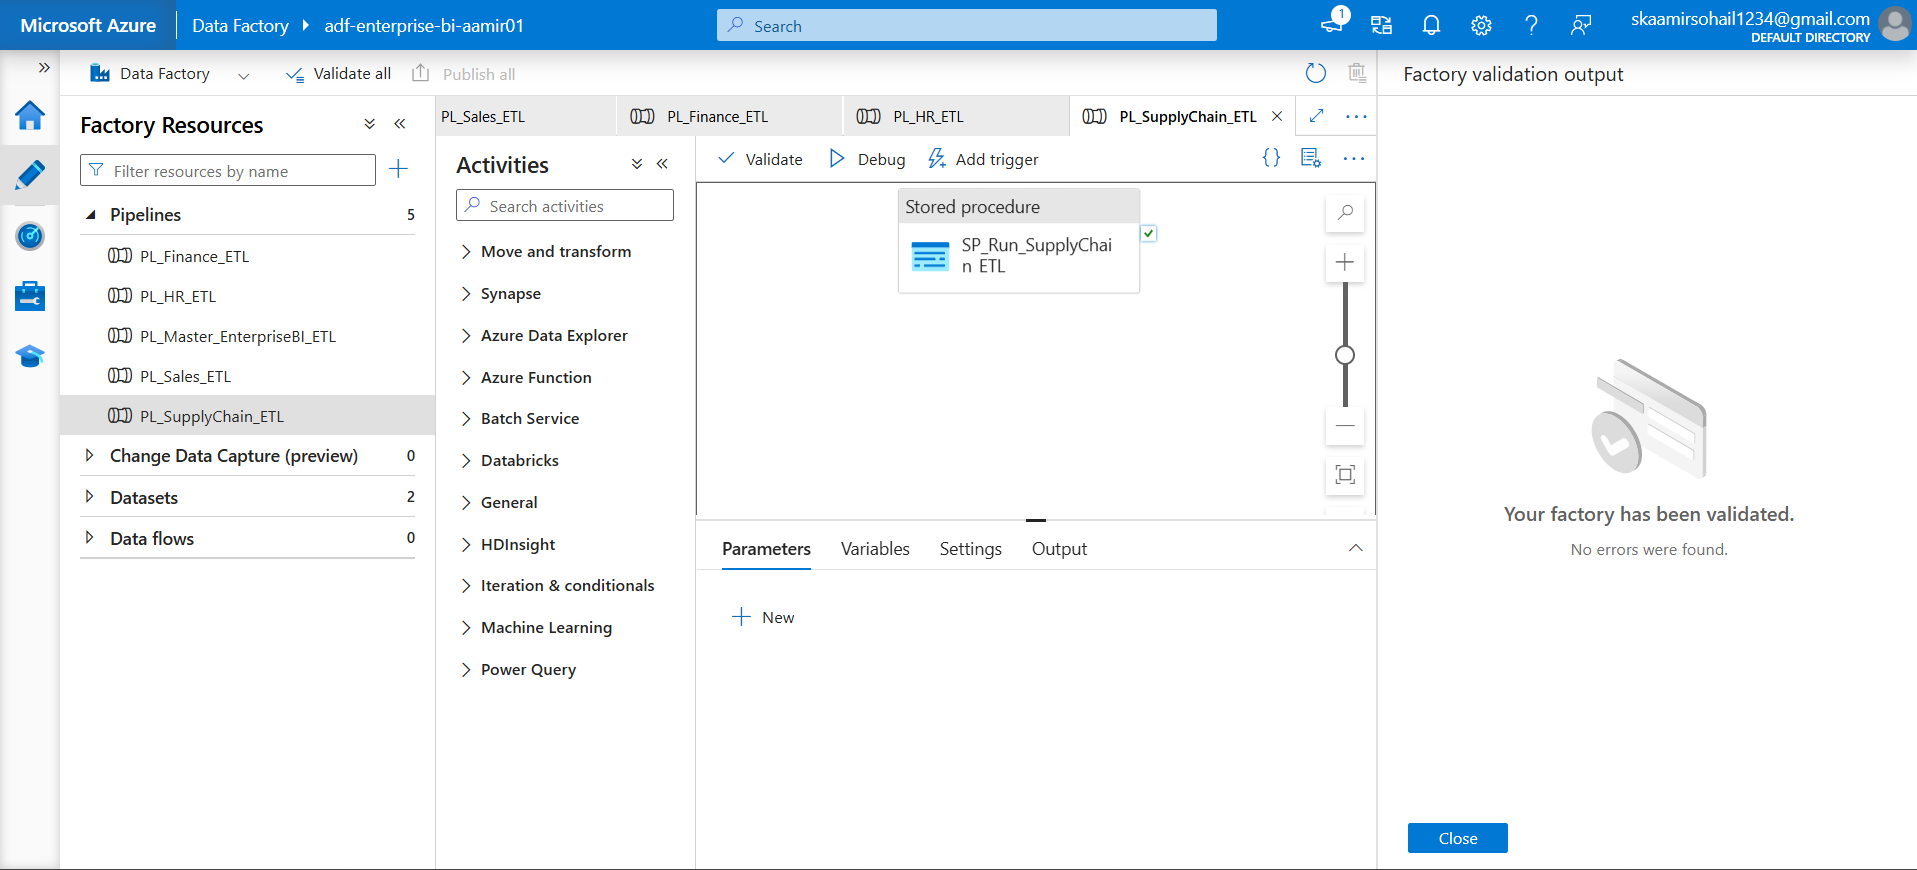 Microsoft Azure
Data Factory
adf-enterprise-bi-aamir01
Search
1
skaamirsohail1234@gmail.com
DEFAULT DIRECTORY
Data Factory
Validate all
Publish all
Factory validation output
Factory Resources
Filter resources by name
Pipelines
5
PL_Finance_ETL
PL_HR_ETL
PL_Master_EnterpriseBI_ETL
PL_Sales_ETL
PL_SupplyChain_ETL
Change Data Capture (preview)
0
Datasets
2
Data flows
0
PL_Sales_ETL
PL_Finance_ETL
PL_HR_ETL
PL_SupplyChain_ETL
Activities
Search activities
Move and transform
Synapse
Azure Data Explorer
Azure Function
Batch Service
Databricks
General
HDInsight
Iteration & conditionals
Machine Learning
Power Query
Validate
Debug
Add trigger
{}
Stored procedure
SP_Run_SupplyChai
n_ETL
Parameters
Variables
Settings
Output
New
Your factory has been validated.
No errors were found.
Close